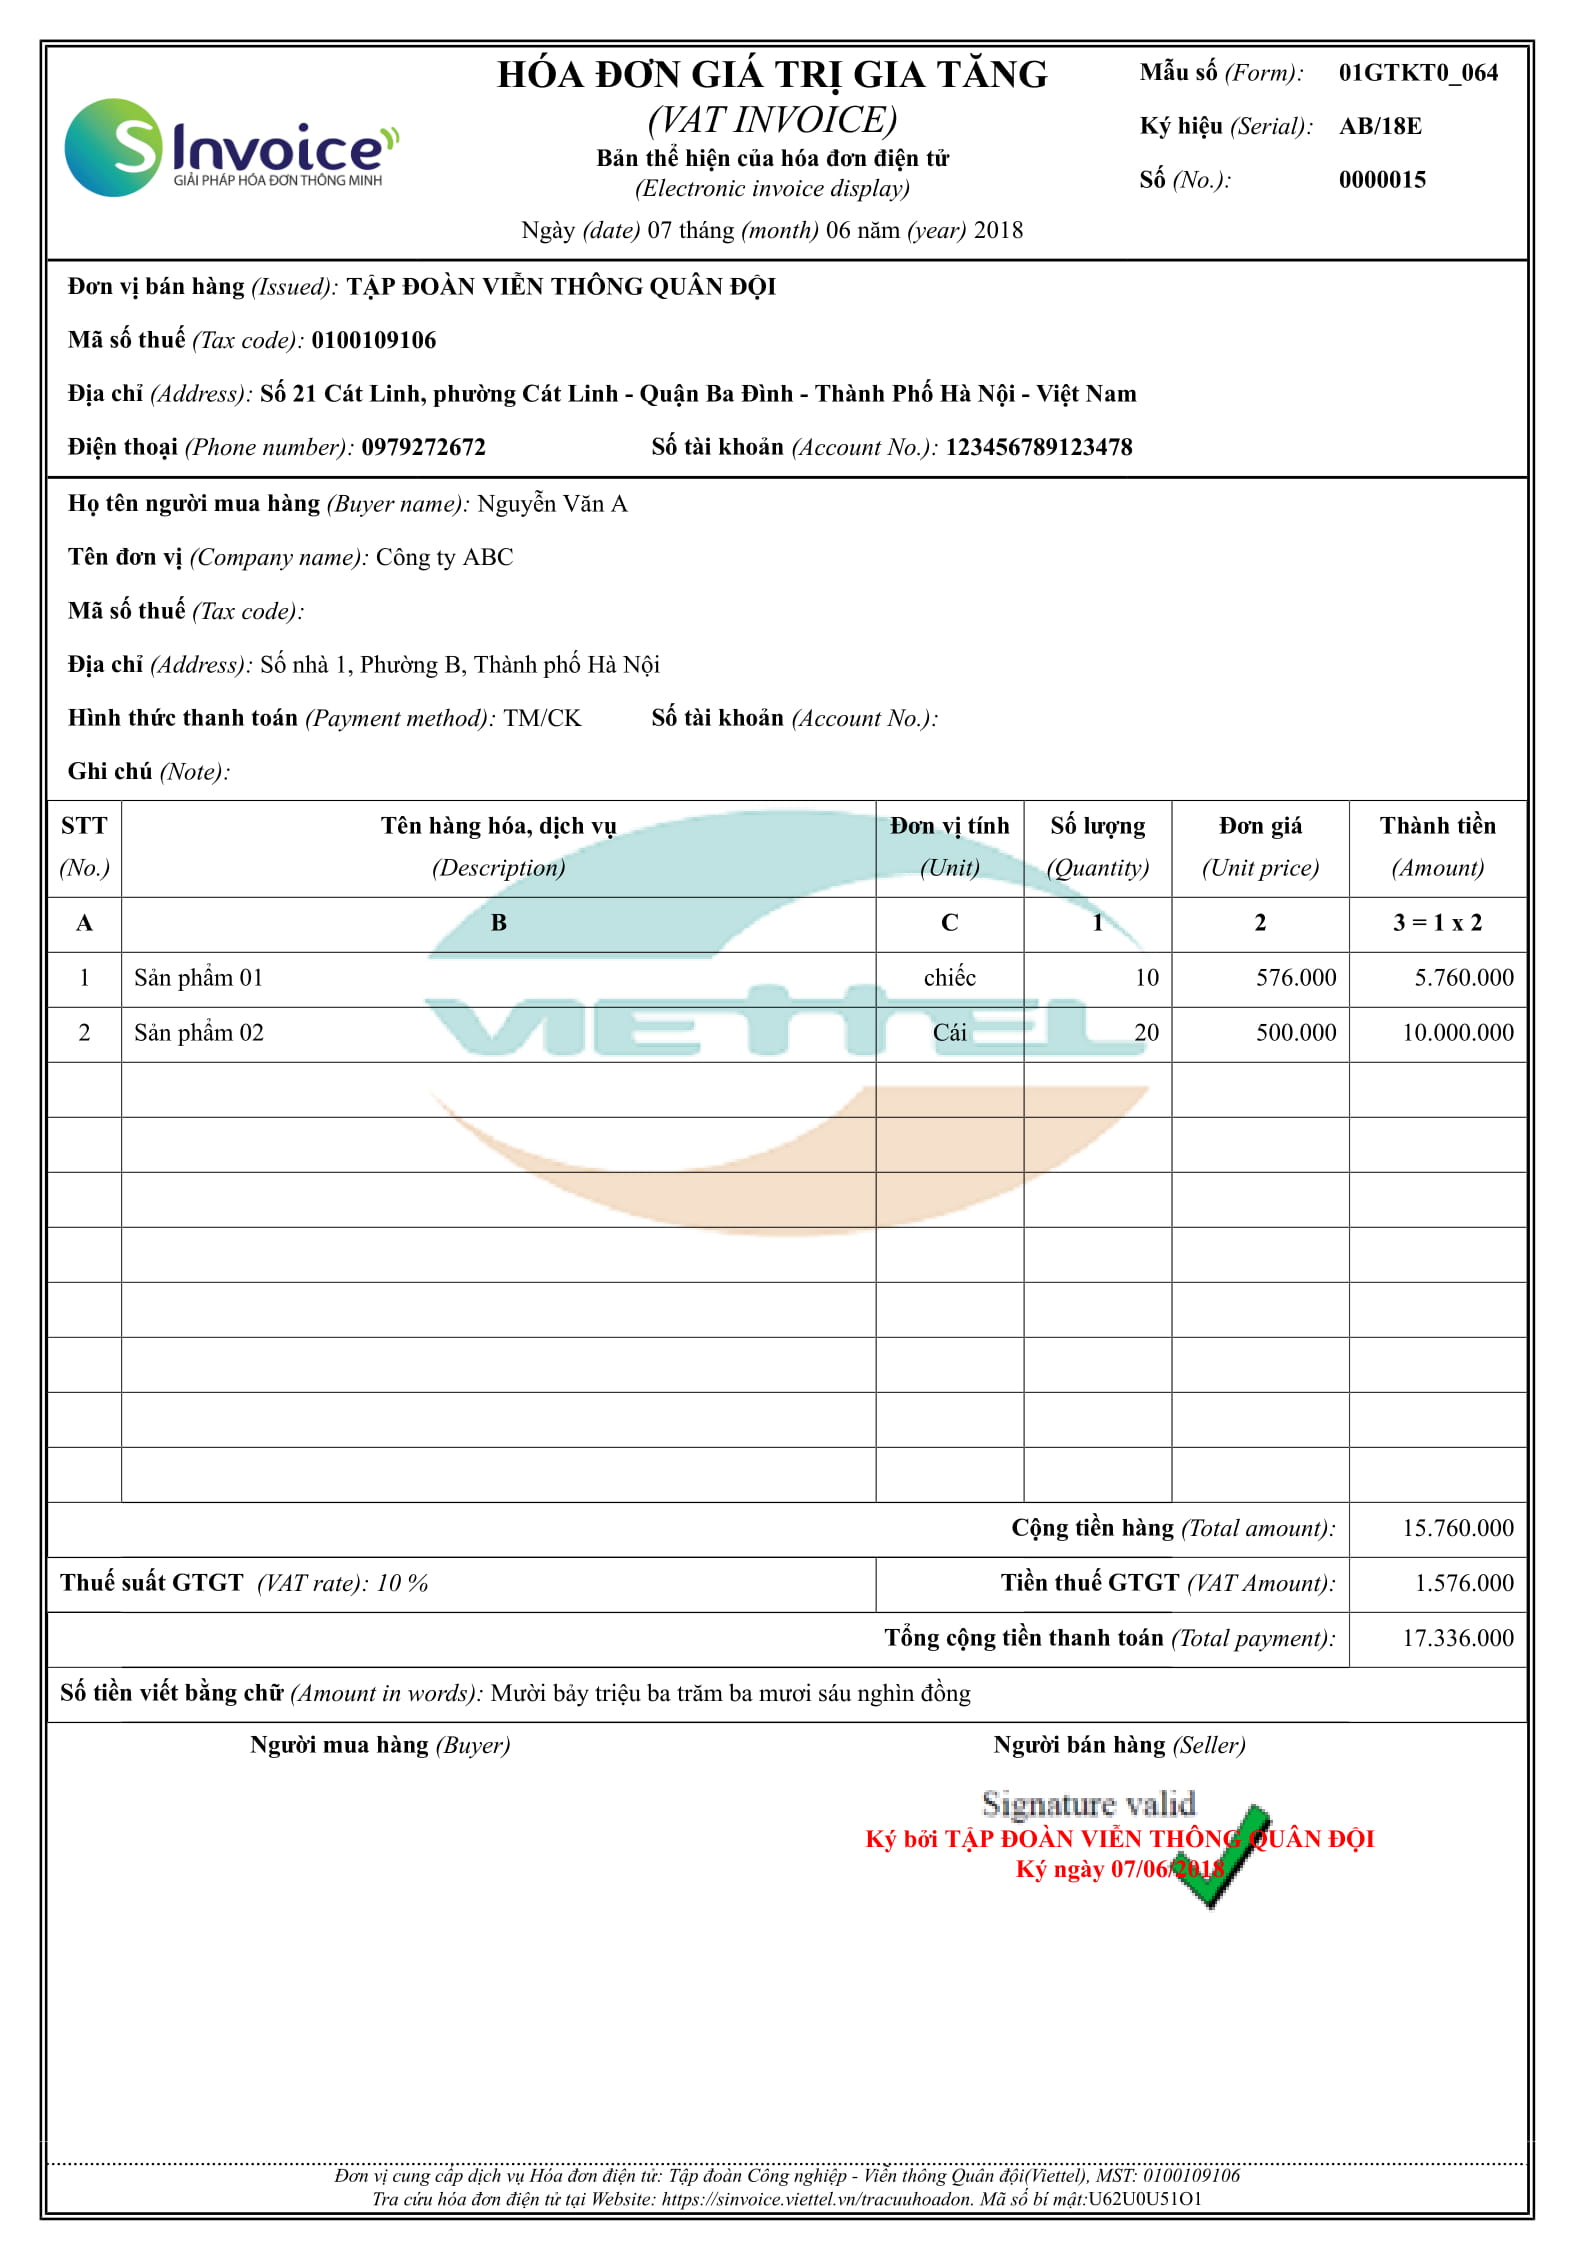 S Invoice
GIẢI PHÁP HÓA ĐƠN THÔNG MINH
HÓA ĐƠN GIÁ TRỊ GIA TĂNG
(VAT INVOICE)
Bản thể hiện của hóa đơn điện tử
(Electronic invoice display)
Ngày (date) 07 tháng (month) 06 năm (year) 2018
Mẫu số (Form): 01GTKT0_064
Ký hiệu (Serial): AB/18E
Số (No.): 0000015
Đơn vị bán hàng (Issued): TẬP ĐOÀN VIỄN THÔNG QUÂN ĐỘI
Mã số thuế (Tax code): 0100109106
Địa chỉ (Address): Số 21 Cát Linh, phường Cát Linh - Quận Ba Đình - Thành Phố Hà Nội - Việt Nam
Điện thoại (Phone number): 0979272672 Số tài khoản (Account No.): 123456789123478
Họ tên người mua hàng (Buyer name): Nguyễn Văn A
Tên đơn vị (Company name): Công ty ABC
Mã số thuế (Tax code):
Địa chỉ (Address): Số nhà 1, Phường B, Thành phố Hà Nội
Hình thức thanh toán (Payment method): TM/CK Số tài khoản (Account No.):
Ghi chú (Note):
STT Tên hàng hóa, dịch vụ Đơn vị tính Số lượng Đơn giá Thành tiền
(No.) (Description) (Unit) (Quantity) (Unit price) (Amount)
A B C 1 2 3 = 1 x 2
1 Sản phẩm 01 chiếc 10 576.000 5.760.000
VIETTEL
2 Sản phẩm 02 Cái 20 500.000 10.000.000
Cộng tiền hàng (Total amount): 15.760.000
Thuế suất GTGT (VAT rate): 10 % Tiền thuế GTGT (VAT Amount): 1.576.000
Tổng cộng tiền thanh toán (Total payment): 17.336.000
Số tiền viết bằng chữ (Amount in words): Mười bảy triệu ba trăm ba mươi sáu nghìn đồng
Người mua hàng (Buyer) Người bán hàng (Seller)
Signature valid
Ký bởi TẬP ĐOÀN VIỄN THÔNG QUÂN ĐỘI
Ký ngày 07/06/2018
Đơn vị cung cấp dịch vụ Hóa đơn điện tử: Tập đoàn Công nghiệp - Viễn thông Quân đội(Viettel), MST: 0100109106
Tra cứu hóa đơn điện tử tại Website: https://sinvoice.viettel.vn/tracuuhoadon. Mã số bí mật:U62U0U51O1